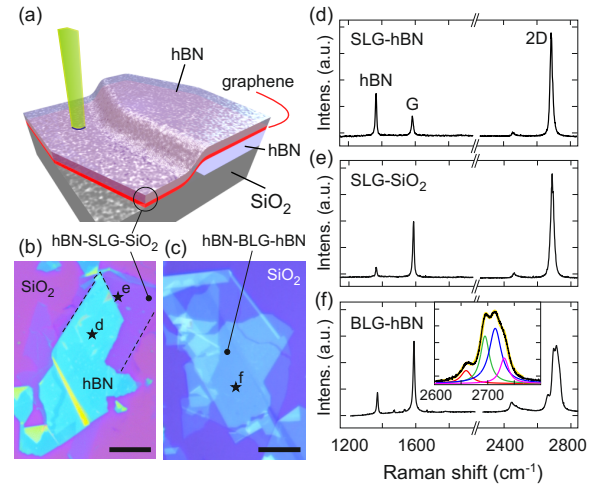 (a)
hBN
graphene
hBN
SiO₂
hBN-SLG-SiO₂
hBN-BLG-hBN
(b)
SiO₂
e
d
hBN
(c)
SiO₂
f
(d)
SLG-hBN
2D
hBN
G
Intens. (a.u.)
(e)
SLG-SiO₂
Intens. (a.u.)
(f)
BLG-hBN
Intens. (a.u.)
2600 2700
1200 1600 2400 2800
Raman shift (cm⁻¹)